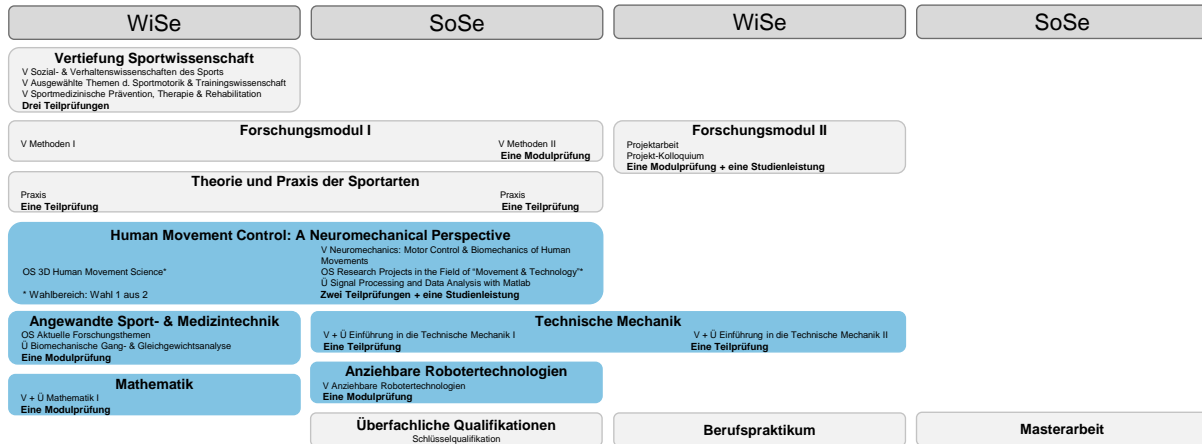 WiSe
SoSe
WiSe
SoSe
Vertiefung Sportwissenschaft
V Sozial- & Verhaltenswissenschaften des Sports
V Ausgewählte Themen d. Sportmotorik & Trainingswissenschaft
V Sportmedizinische Prävention, Therapie & Rehabilitation
Drei Teilprüfungen
Forschungsmodul I
V Methoden I
V Methoden II
Eine Modulprüfung
Forschungsmodul II
Projektarbeit
Projekt-Kolloquium
Eine Modulprüfung + eine Studienleistung
Theorie und Praxis der Sportarten
Praxis
Eine Teilprüfung
Praxis
Eine Teilprüfung
Human Movement Control: A Neuromechanical Perspective
OS 3D Human Movement Science*
* Wahlbereich: Wahl 1 aus 2
V Neuromechanics: Motor Control & Biomechanics of Human
Movements
OS Research Projects in the Field of "Movement & Technology"*
Ü Signal Processing and Data Analysis with Matlab
Zwei Teilprüfungen + eine Studienleistung
Angewandte Sport- & Medizintechnik
OS Aktuelle Forschungsthemen
Ü Biomechanische Gang- & Gleichgewichtsanalyse
Eine Modulprüfung
Technische Mechanik
V + Ü Einführung in die Technische Mechanik I
Eine Teilprüfung
V + Ü Einführung in die Technische Mechanik II
Eine Teilprüfung
Mathematik
V + Ü Mathematik I
Eine Modulprüfung
Anziehbare Robotertechnologien
V Anziehbare Robotertechnologien
Eine Modulprüfung
Überfachliche Qualifikationen
Schlüsselqualifikation
Berufspraktikum
Masterarbeit